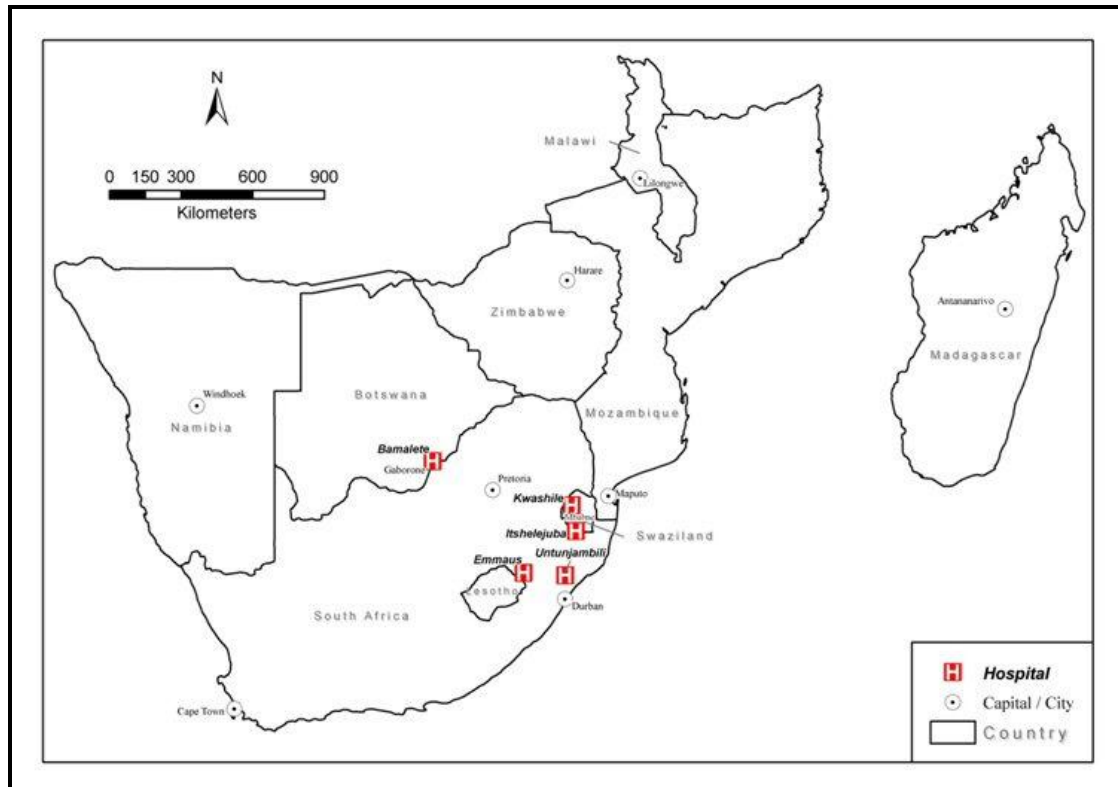 N
0 150 300 600 900
Kilometers
Malawi
Lilongwe
Harare
Zimbabwe
Antananarivo
Madagascar
Windhoek
Namibia
Botswana
Mozambique
Bamalete
Gaborone
Pretoria
Kwashile
Maputo
Itshelejuba
Swaziland
Untunjambili
Emmaus
Lesotho
Durban
South Africa
Cape Town
H Hospital
Capital / City
Country